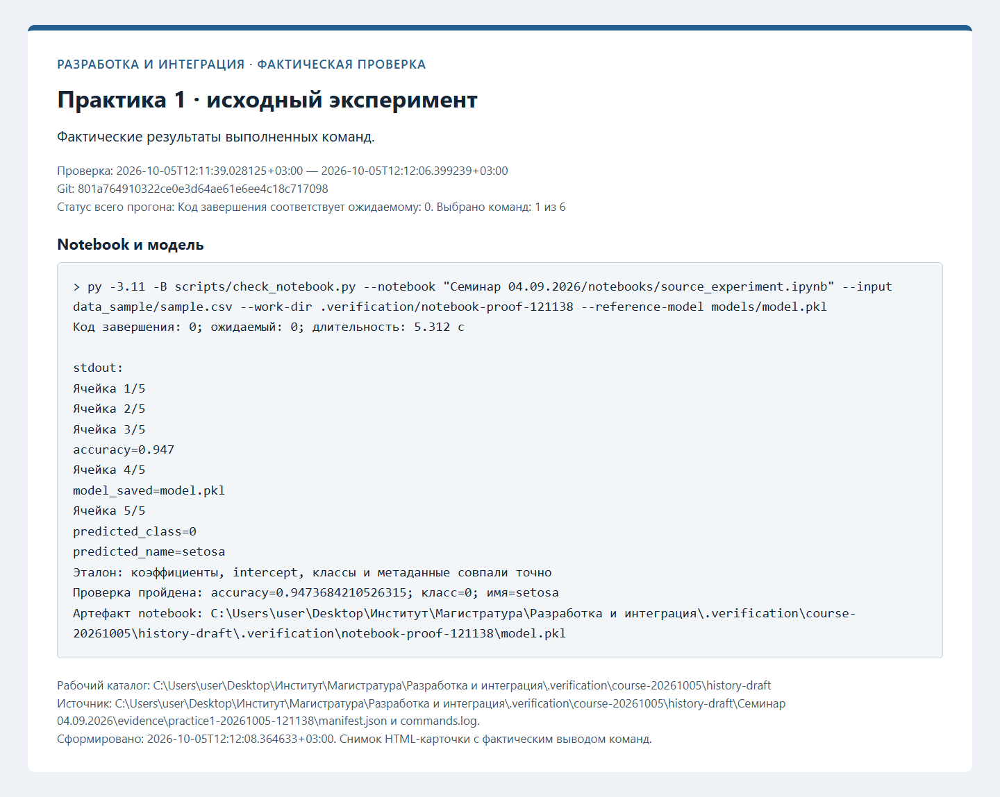 РАЗРАБОТКА И ИНТЕГРАЦИЯ · ФАКТИЧЕСКАЯ ПРОВЕРКА
Практика 1 · исходный эксперимент
Фактические результаты выполненных команд.
Проверка: 2026-10-05T12:11:39.028125+03:00 — 2026-10-05T12:12:06.399239+03:00
Git: 801a764910322ce0e3d64ae61e6ee4c18c717098
Статус всего прогона: Код завершения соответствует ожидаемому: 0. Выбрано команд: 1 из 6
Notebook и модель
> py -3.11 -B scripts/check_notebook.py --notebook "Семинар 04.09.2026/notebooks/source_experiment.ipynb" --input
data_sample/sample.csv --work-dir .verification/notebook-proof-121138 --reference-model models/model.pkl
Код завершения: 0; ожидаемый: 0; длительность: 5.312 с
stdout:
Ячейка 1/5
Ячейка 2/5
Ячейка 3/5
accuracy=0.947
Ячейка 4/5
model_saved=model.pkl
Ячейка 5/5
predicted_class=0
predicted_name=setosa
Эталон: коэффициенты, intercept, классы и метаданные совпали точно
Проверка пройдена: accuracy=0.9473684210526315; класс=0; имя=setosa
Артефакт notebook: C:\Users\user\Desktop\Институт\Магистратура\Разработка и интеграция\.verification\course-
20261005\history-draft\.verification\notebook-proof-121138\model.pkl
Рабочий каталог: C:\Users\user\Desktop\Институт\Магистратура\Разработка и интеграция\.verification\course-20261005\history-draft
Источник: C:\Users\user\Desktop\Институт\Магистратура\Разработка и интеграция\.verification\course-20261005\history-draft\Семинар
04.09.2026\evidence\practice1-20261005-121138\manifest.json и commands.log.
Сформировано: 2026-10-05T12:12:08.364633+03:00. Снимок HTML-карточки с фактическим выводом команд.